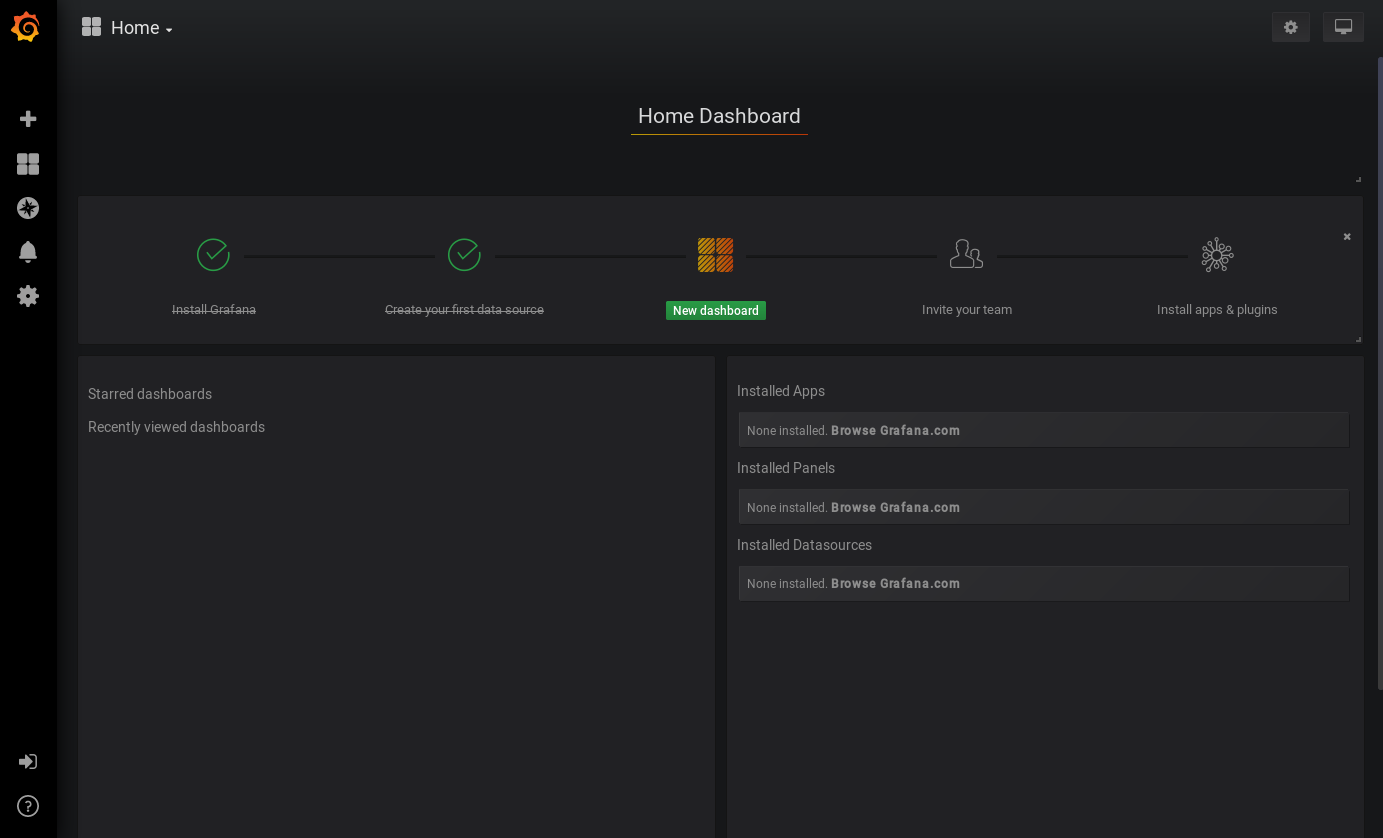 Home
Home Dashboard
Install Grafana
Create your first data source
New dashboard
Invite your team
Install apps & plugins
Starred dashboards
Recently viewed dashboards
Installed Apps
None installed. Browse Grafana.com
Installed Panels
None installed. Browse Grafana.com
Installed Datasources
None installed. Browse Grafana.com